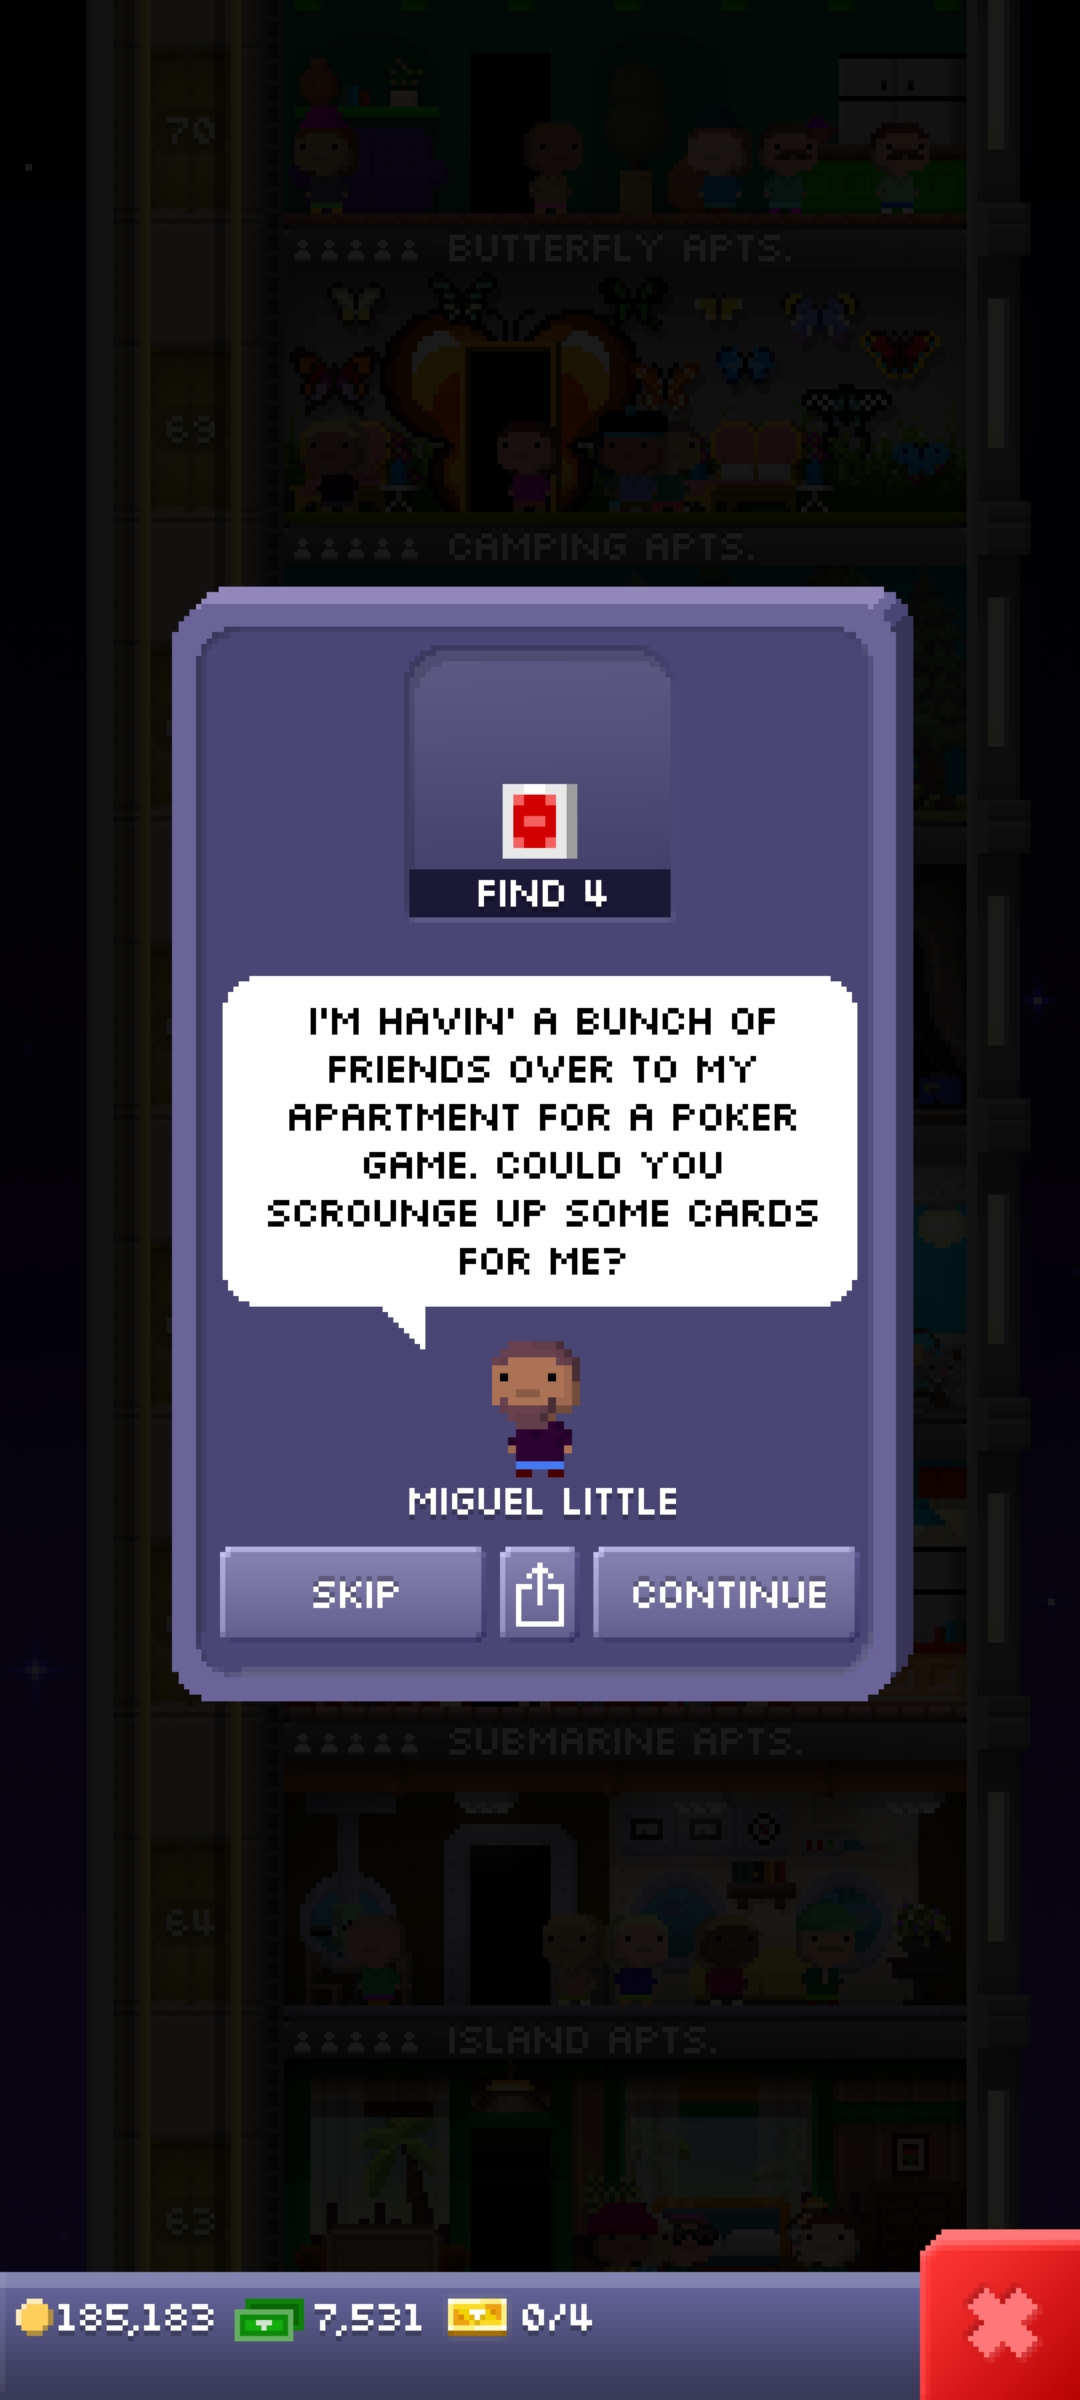 70
BUTTERFLY APTS.
69
CAMPING APTS.
FIND 4
I'M HAVIN' A BUNCH OF
FRIENDS OVER TO MY
APARTMENT FOR A POKER
GAME. COULD YOU
SCROUNGE UP SOME CARDS
FOR ME?
MIGUEL LITTLE
SKIP
CONTINUE
SUBMARINE APTS.
64
ISLAND APTS.
63
185,183
7,531
0/4